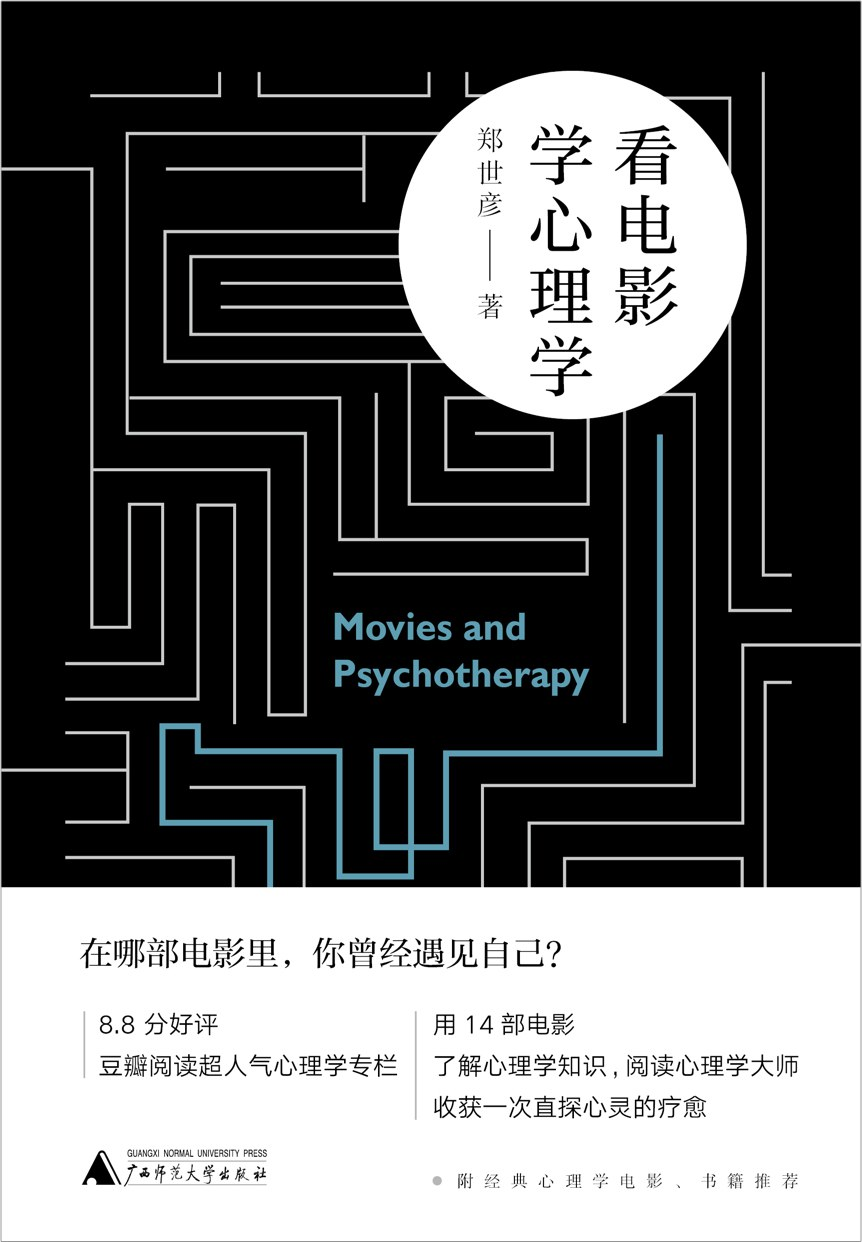 看电影
学心理学
郑世彦——著
Movies and
Psychotherapy
在哪部电影里，你曾经遇见自己？
8.8 分好评
豆瓣阅读超人气心理学专栏
用 14 部电影
了解心理学知识，阅读心理学大师
收获一次直探心灵的疗愈
GUANGXI NORMAL UNIVERSITY PRESS
广西师范大学出版社
附经典心理学电影、书籍推荐